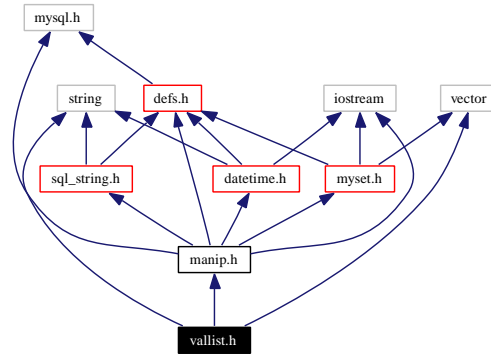 mysql.h
string
defs.h
iostream
vector
sql_string.h
datetime.h
myset.h
manip.h
vallist.h